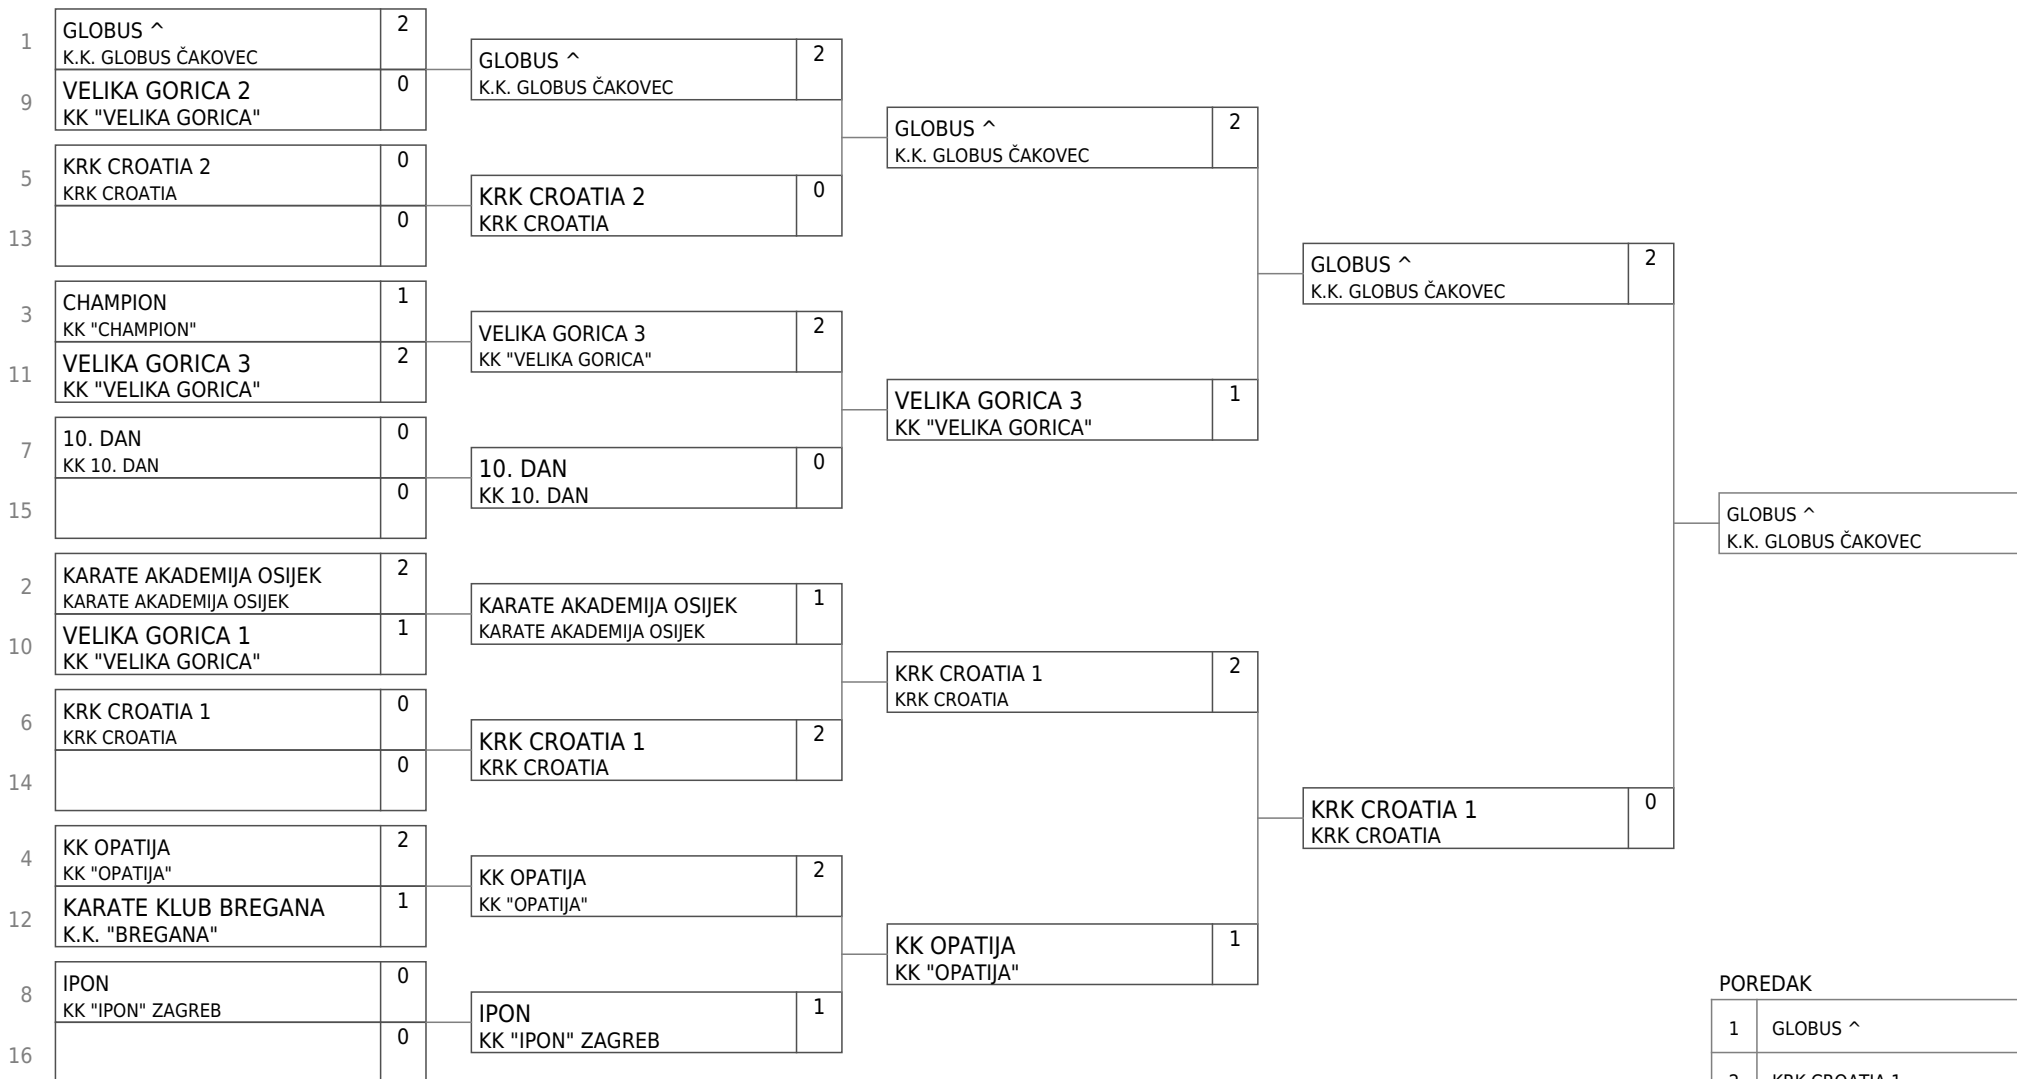 1
GLOBUS ^
K.K. GLOBUS ČAKOVEC
2
9
VELIKA GORICA 2
KK "VELIKA GORICA"
0
5
KRK CROATIA 2
KRK CROATIA
0
13
0
3
CHAMPION
KK "CHAMPION"
1
11
VELIKA GORICA 3
KK "VELIKA GORICA"
2
7
10. DAN
KK 10. DAN
0
15
0
2
KARATE AKADEMIJA OSIJEK
KARATE AKADEMIJA OSIJEK
2
10
VELIKA GORICA 1
KK "VELIKA GORICA"
1
6
KRK CROATIA 1
KRK CROATIA
0
14
0
4
KK OPATIJA
KK "OPATIJA"
2
12
KARATE KLUB BREGANA
K.K. "BREGANA"
1
8
IPON
KK "IPON" ZAGREB
0
16
0
GLOBUS ^
K.K. GLOBUS ČAKOVEC
2
KRK CROATIA 2
KRK CROATIA
0
VELIKA GORICA 3
KK "VELIKA GORICA"
2
10. DAN
KK 10. DAN
0
KARATE AKADEMIJA OSIJEK
KARATE AKADEMIJA OSIJEK
1
KRK CROATIA 1
KRK CROATIA
2
KK OPATIJA
KK "OPATIJA"
2
IPON
KK "IPON" ZAGREB
1
GLOBUS ^
K.K. GLOBUS ČAKOVEC
2
VELIKA GORICA 3
KK "VELIKA GORICA"
1
KRK CROATIA 1
KRK CROATIA
2
KK OPATIJA
KK "OPATIJA"
1
GLOBUS ^
K.K. GLOBUS ČAKOVEC
2
KRK CROATIA 1
KRK CROATIA
0
GLOBUS ^
K.K. GLOBUS ČAKOVEC
POREDAK
1 GLOBUS ^
2 KRK CROATIA 1